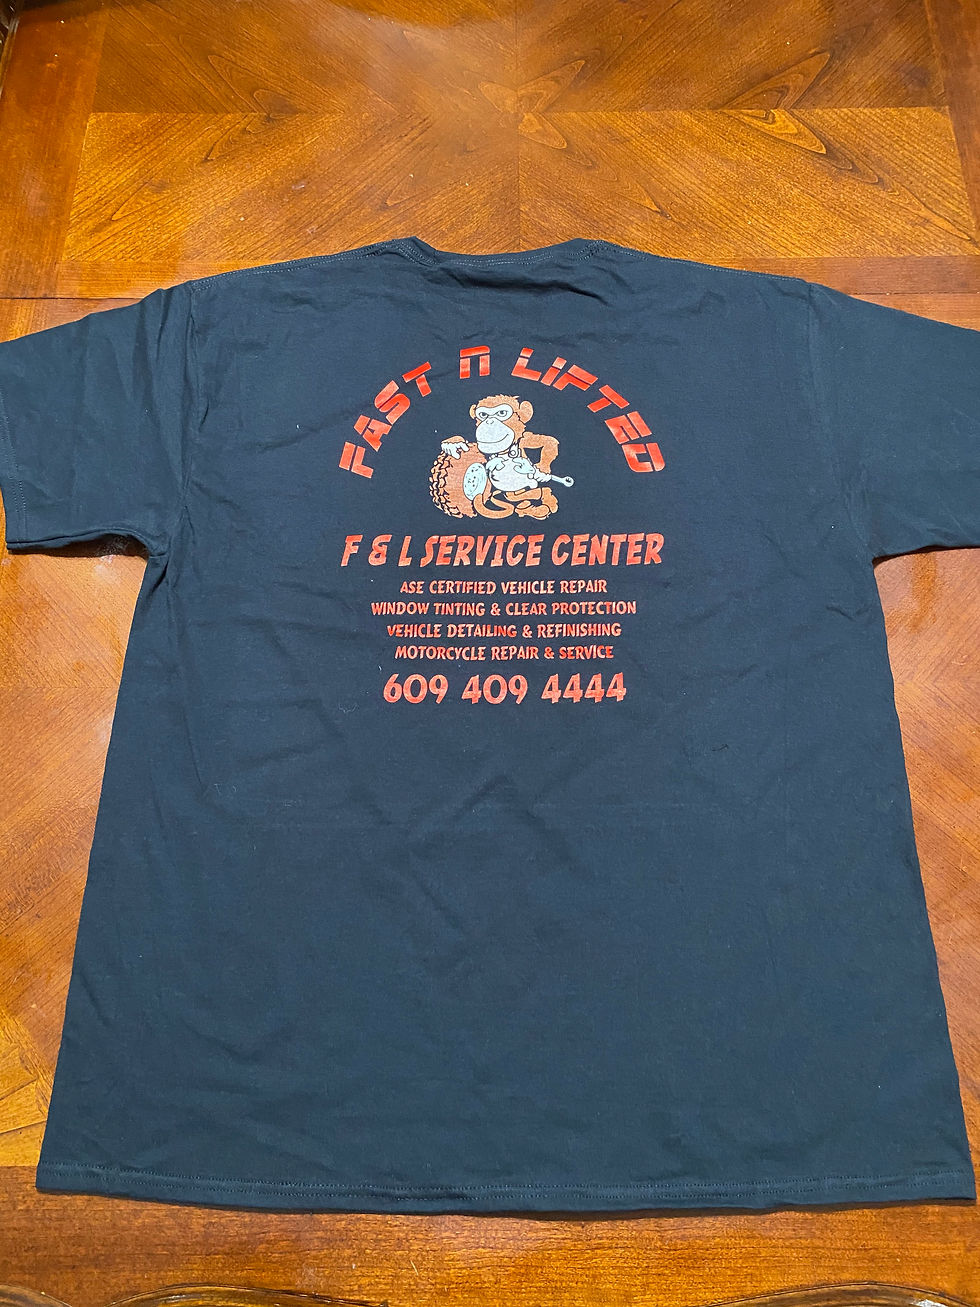 FAST N LIFTED
F & L SERVICE CENTER
ASE CERTIFIED VEHICLE REPAIR
WINDOW TINTING & CLEAR PROTECTION
VEHICLE DETAILING & REFINISHING
MOTORCYCLE REPAIR & SERVICE
609 409 4444